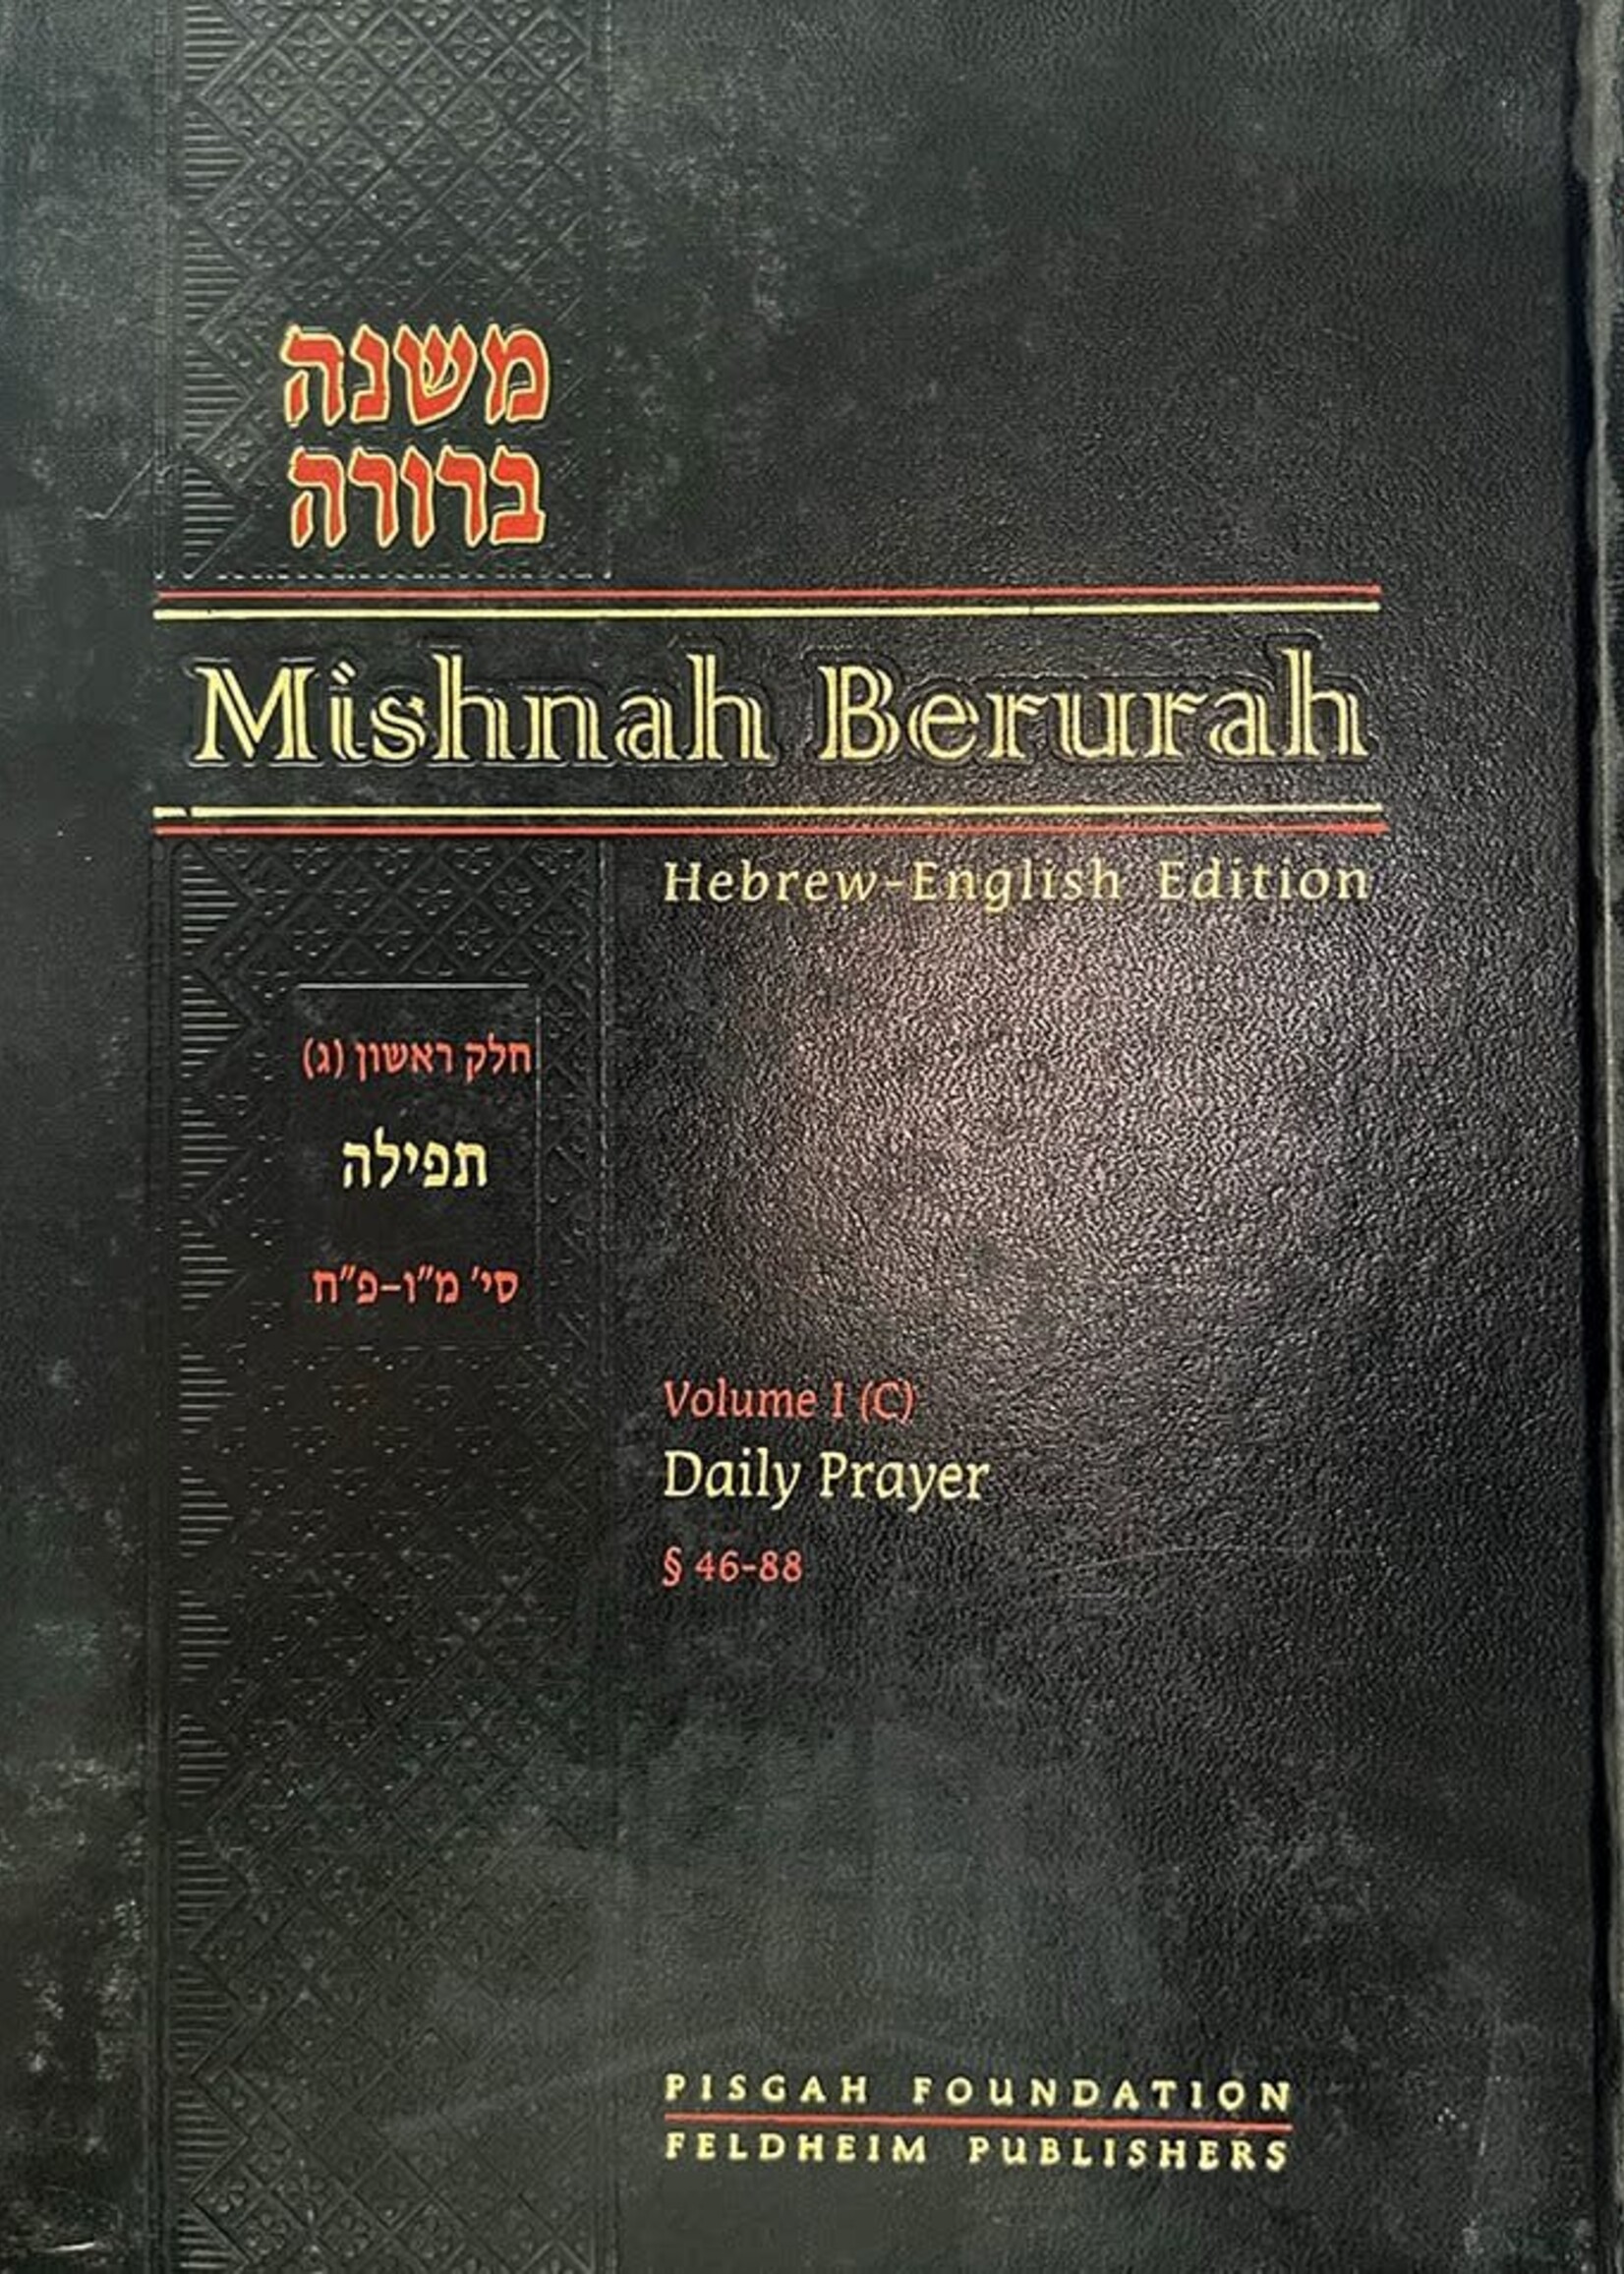 משנה
ברורה
Mishnah Berurah
Hebrew-English Edition
חלק ראשון (ג)
תפילה
סי' מ"ו-פ"ח
Volume I (C)
Daily Prayer
§ 46-88
PISGAH FOUNDATION
FELDHEIM PUBLISHERS